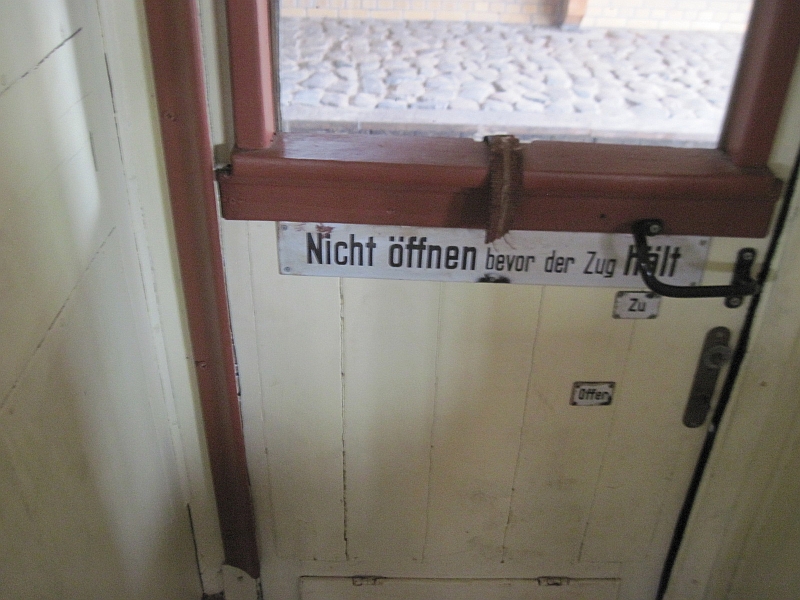 Nicht öffnen bevor der Zug hält
Zu
Offen